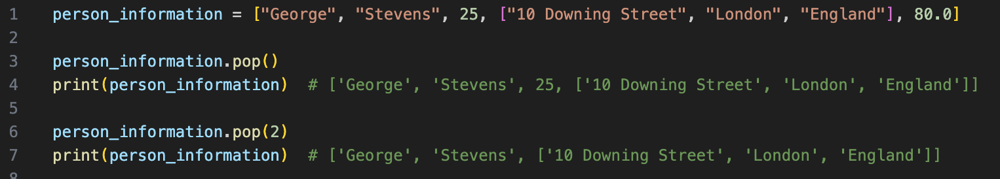 1 person_information = ["George", "Stevens", 25, ["10 Downing Street", "London", "England"], 80.0]
2
3 person_information.pop()
4 print(person_information)  # ['George', 'Stevens', 25, ['10 Downing Street', 'London', 'England']]
5
6 person_information.pop(2)
7 print(person_information)  # ['George', 'Stevens', ['10 Downing Street', 'London', 'England']]
8